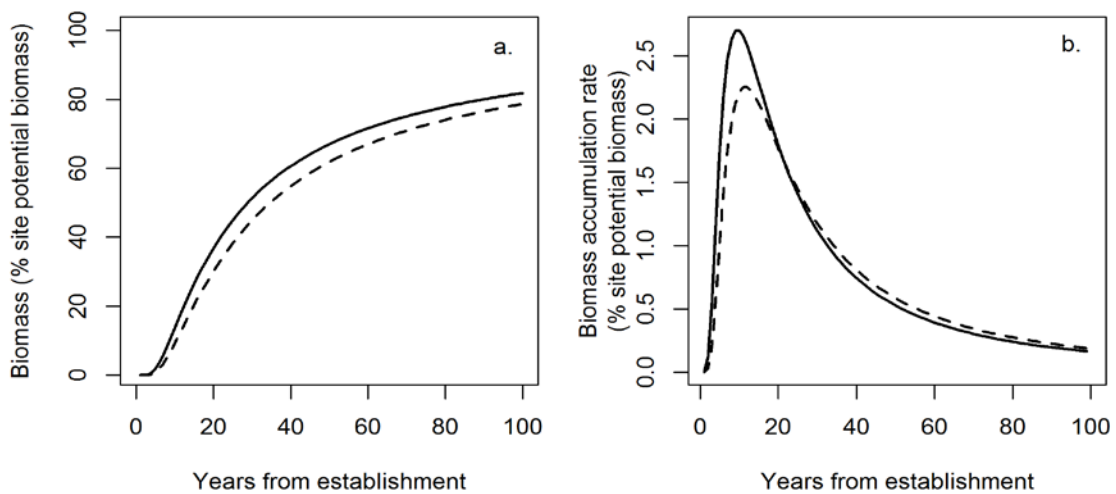 a.
Biomass (% site potential biomass)
100
80
60
40
20
0
0 20 40 60 80 100
Years from establishment
b.
Biomass accumulation rate
(% site potential biomass)
2.5
2.0
1.5
1.0
0.5
0.0
0 20 40 60 80 100
Years from establishment